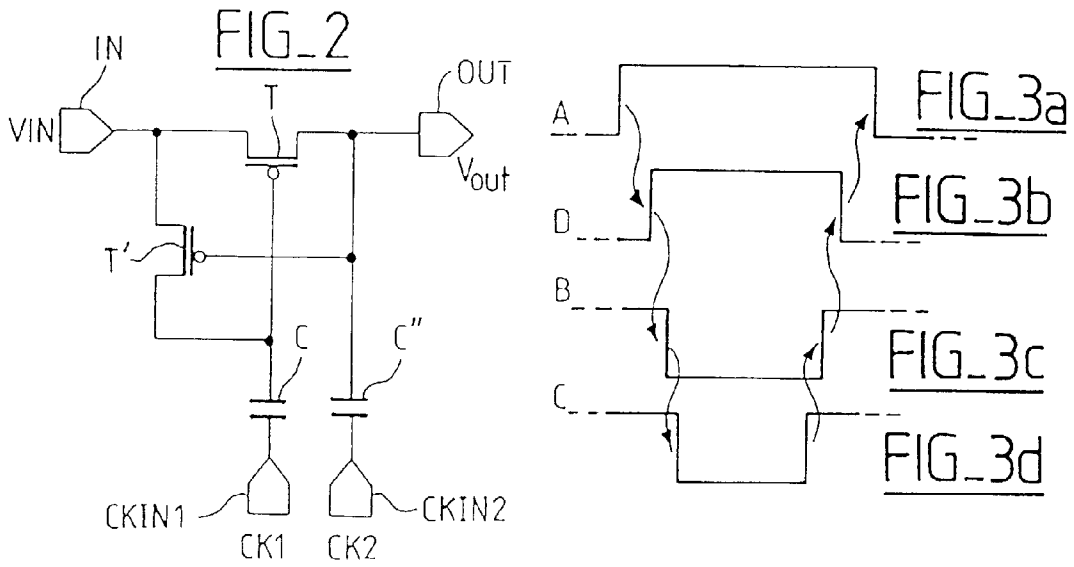 FIG_2
IN
VIN
T
OUT
Vout
T'
C
C"
CKIN1
CK1
CK2
CKIN2
A
FIG_3a
D
FIG_3b
B
FIG_3c
C
FIG_3d